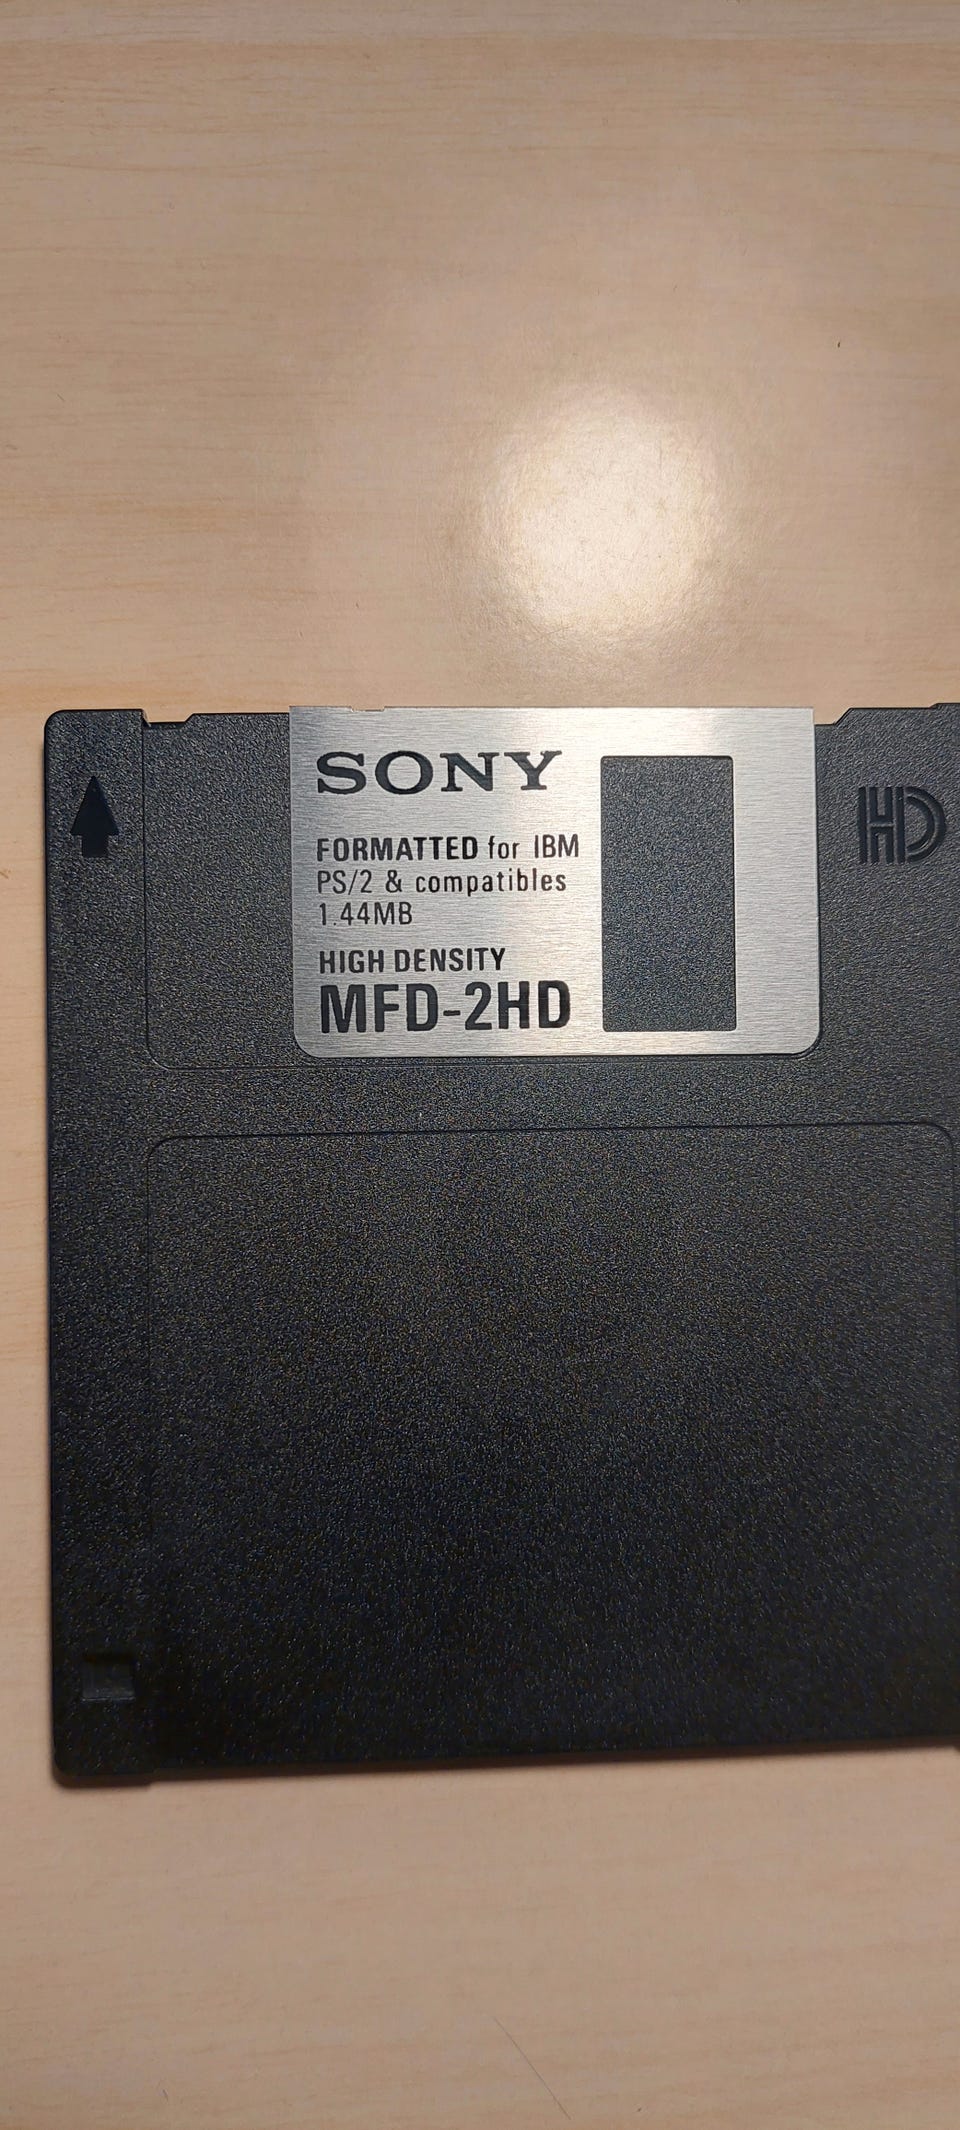 SONY
FORMATTED for IBM
PS/2 & compatibles
1.44MB
HIGH DENSITY
MFD-2HD
HD